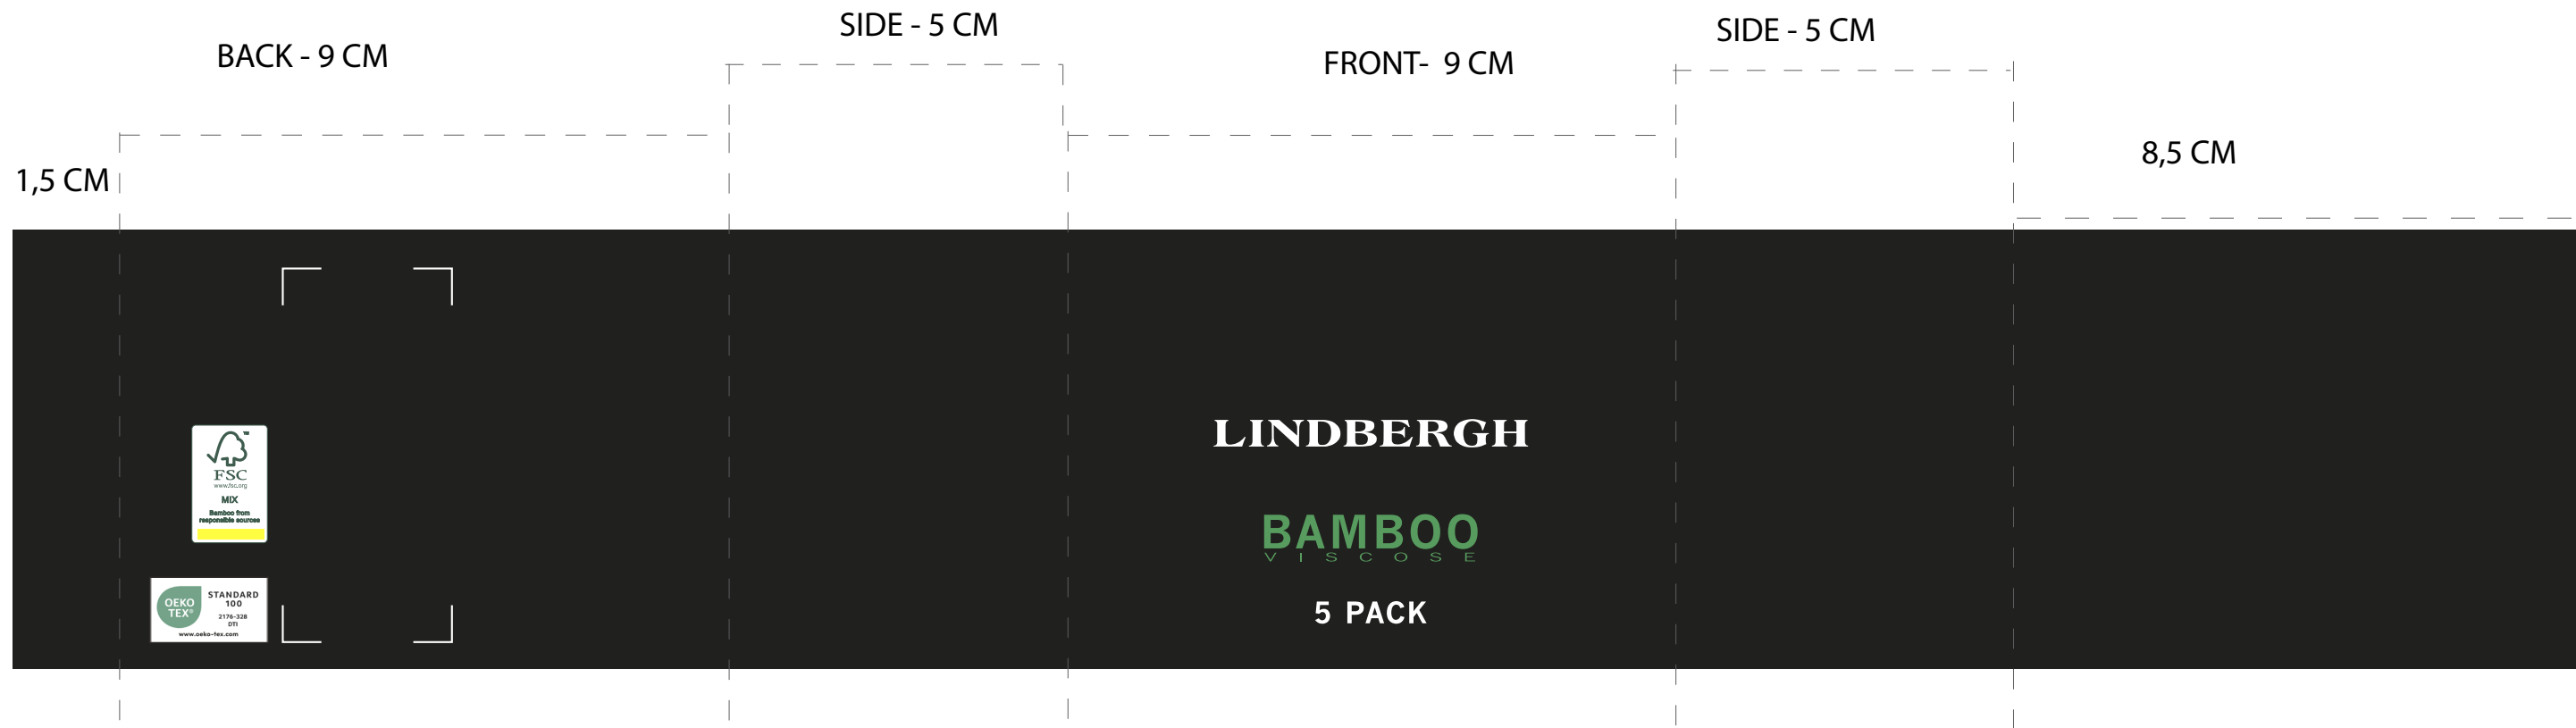 BACK - 9 CM
SIDE - 5 CM
FRONT-  9 CM
SIDE - 5 CM
1,5 CM
8,5 CM
FSC
www.fsc.org
MIX
Bamboo from
responsible sources
OEKO
TEX®
STANDARD
100
2176-328
DTI
www.oeko-tex.com
LINDBERGH
BAMBOO
VISCOSE
5 PACK